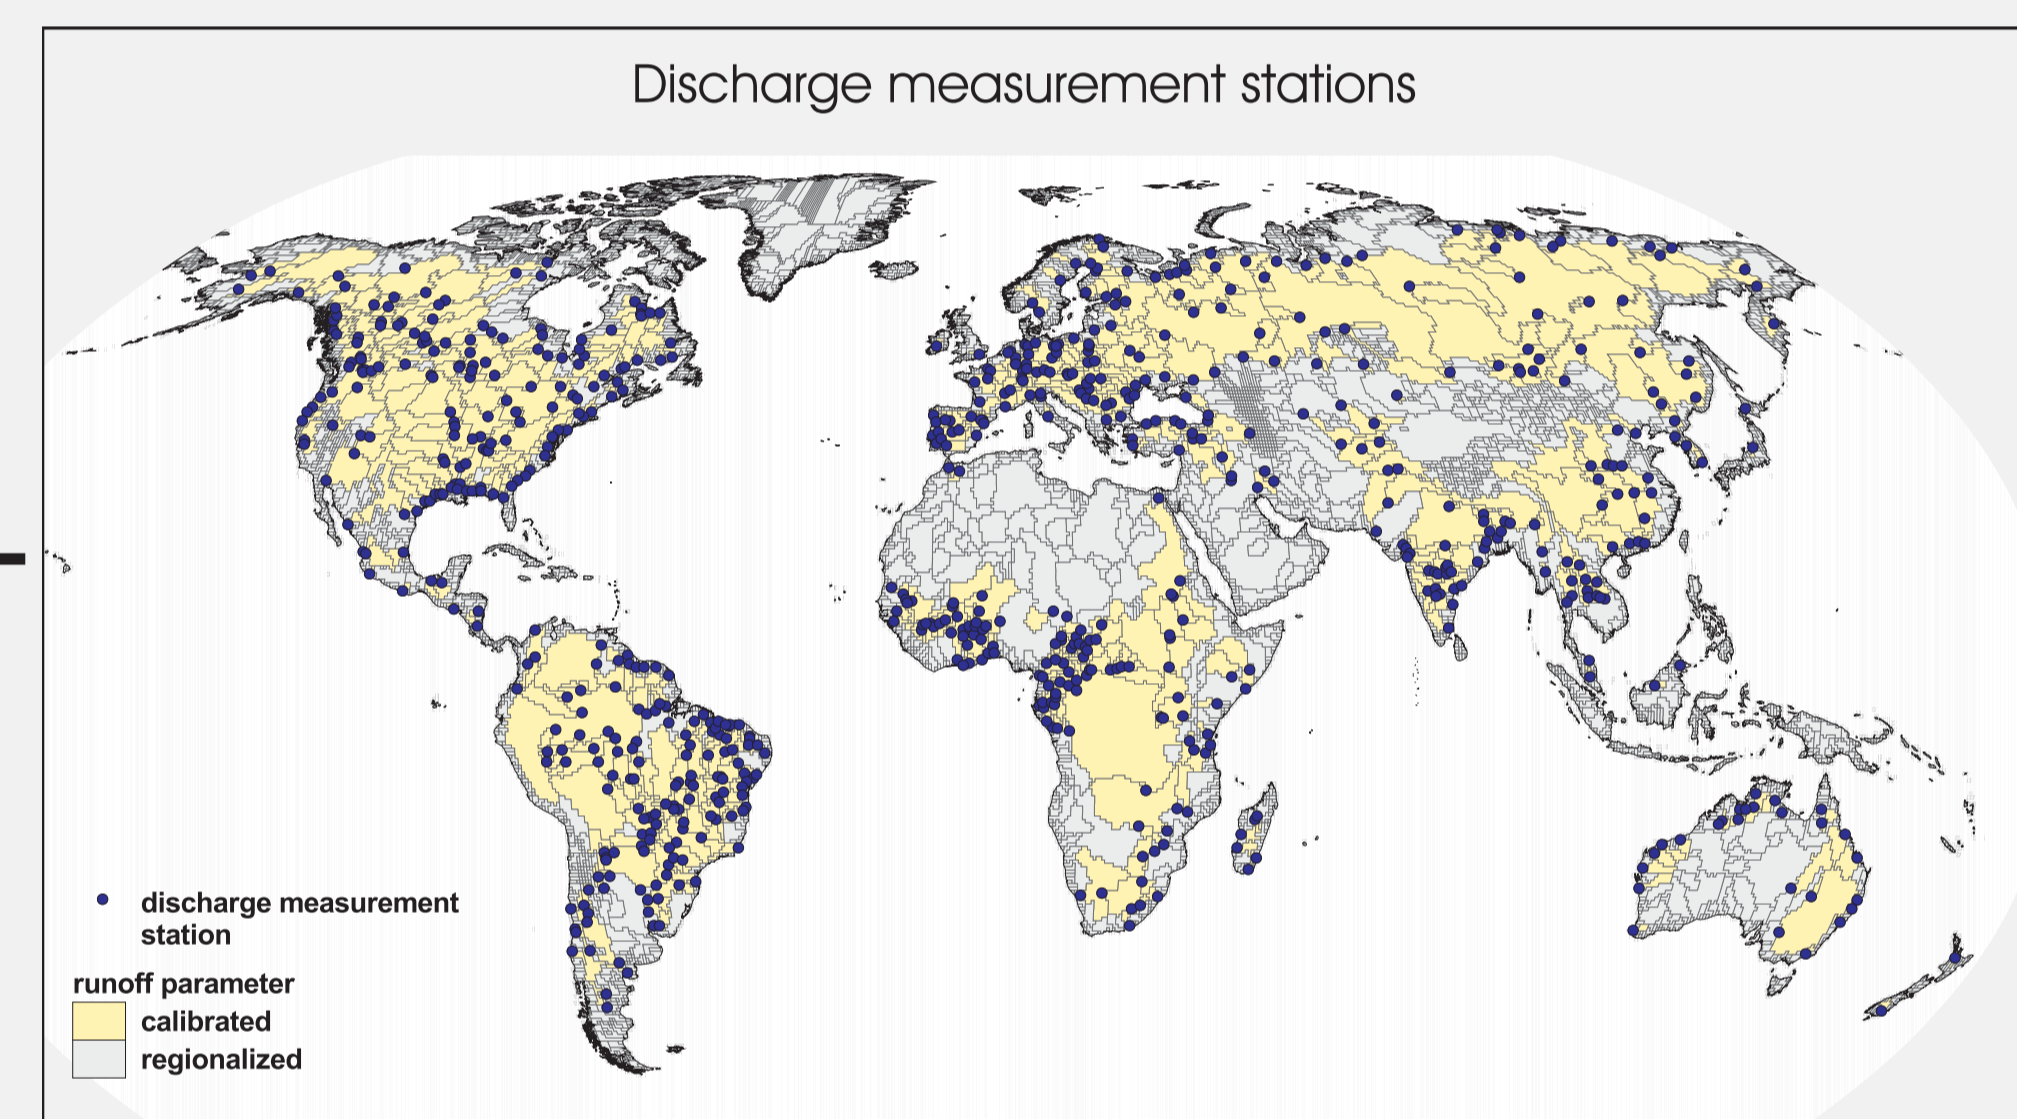 Discharge measurement stations
discharge measurement
station
runoff parameter
calibrated
regionalized